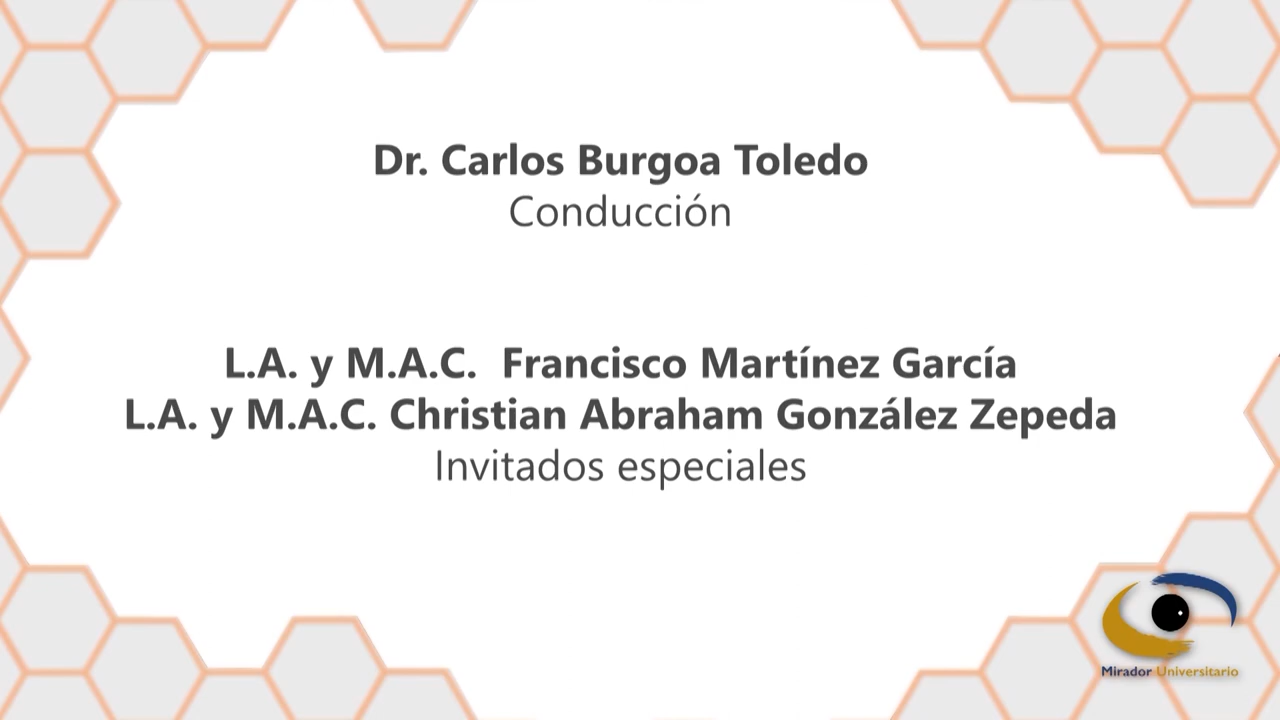 Dr. Carlos Burgoa Toledo
Conducción
L.A. y M.A.C.  Francisco Martínez García
L.A. y M.A.C. Christian Abraham González Zepeda
Invitados especiales
Mirador Universitario